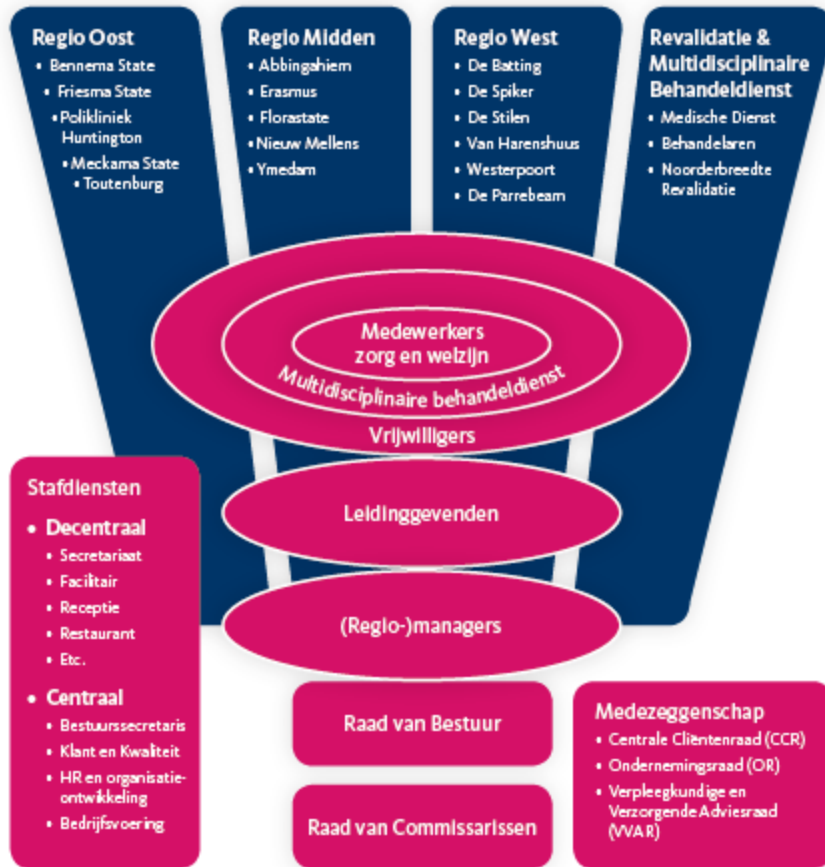 Regio Oost
• Bennema State
• Friesma State
• Polikliniek
Huntington
• Meckama State
• Toutenburg
Regio Midden
• Abbingahiem
• Erasmus
• Florastate
• Nieuw Mellens
• Ymedam
Regio West
• De Batting
• De Spiker
• De Stilen
• Van Harenshuus
• Westerpoort
• De Parrebeam
Revalidatie &
Multidisciplinaire
Behandeldienst
• Medische Dienst
• Behandelaren
• Noorderbreedte
Revalidatie
Medewerkers
zorg en welzijn
Multidisciplinaire behandeldienst
Vrijwilligers
Leidinggevenden
(Regio-)managers
Raad van Bestuur
Raad van Commissarissen
Stafdiensten
• Decentraal
• Secretariaat
• Facilitair
• Receptie
• Restaurant
• Etc.
• Centraal
• Bestuurssecretaris
• Klant en Kwaliteit
• HR en organisatie-
ontwikkeling
• Bedrijfsvoering
Medezeggenschap
• Centrale Cliëntenraad (CCR)
• Ondernemingsraad (OR)
• Verpleegkundige en
Verzorgende Adviesraad
(VVAR)